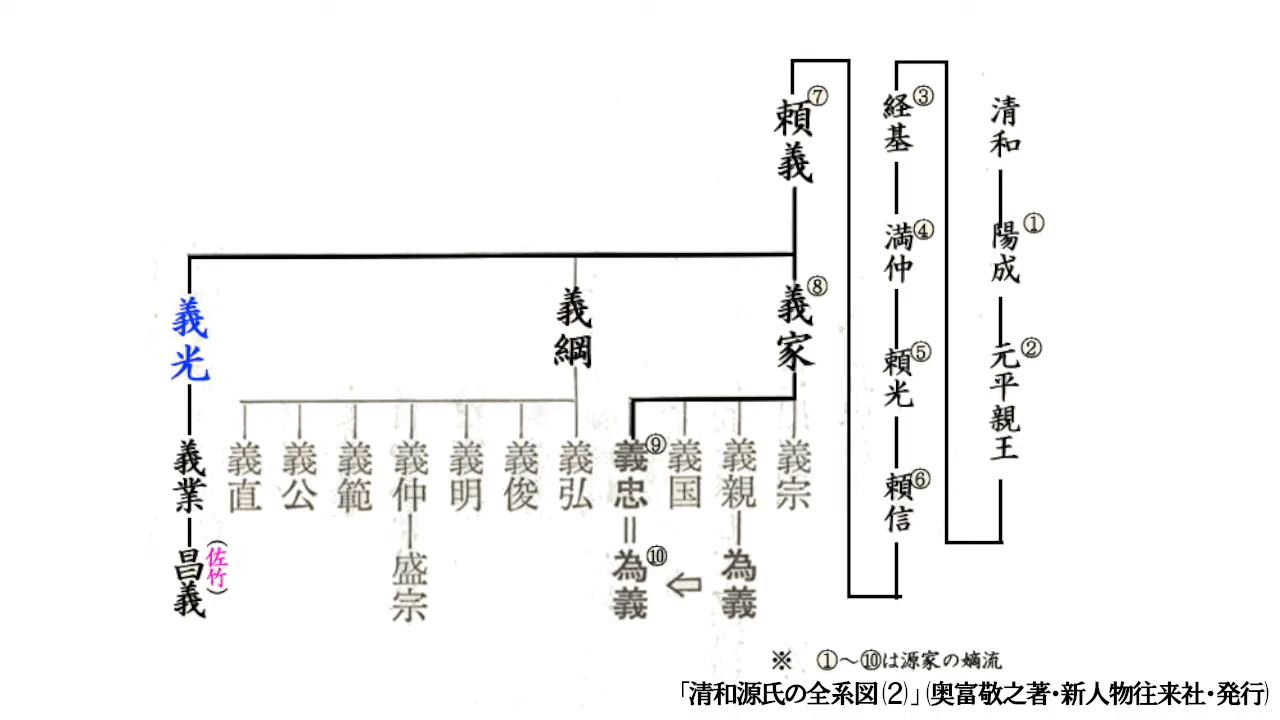 清和
①
陽成
②
元平親王
③
経基
④
満仲
⑤
頼光
⑥
頼信
⑦
頼義
⑧
義家
義綱
義光
義宗
義親
義国
⑨
義忠
義弘
義俊
義明
義仲
義範
義公
義直
義業
為義
⇦
⑩
為義
盛宗
昌義
(佐竹)
※ ①～⑩は源家の嫡流
「清和源氏の全系図(2)」(奥富敬之著・新人物往来社・発行)